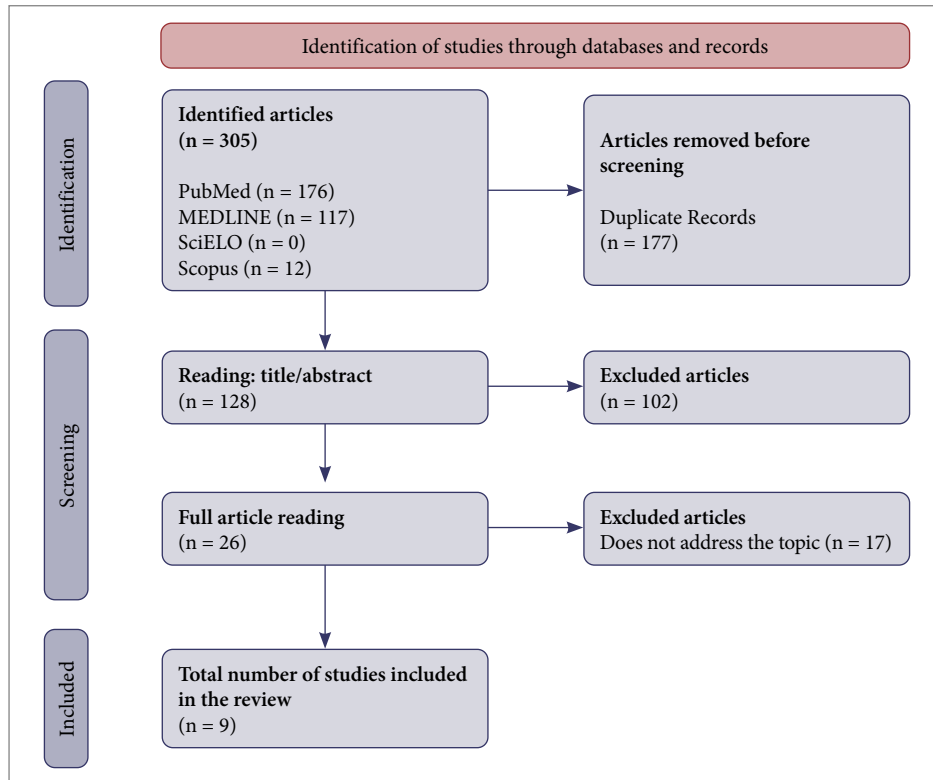 Identification of studies through databases and records
Identification
Identified articles
(n = 305)
PubMed (n = 176)
MEDLINE (n = 117)
SciELO (n = 0)
Scopus (n = 12)
Articles removed before
screening
Duplicate Records
(n = 177)
Screening
Reading: title/abstract
(n = 128)
Excluded articles
(n = 102)
Full article reading
(n = 26)
Excluded articles
Does not address the topic (n = 17)
Included
Total number of studies included
in the review
(n = 9)